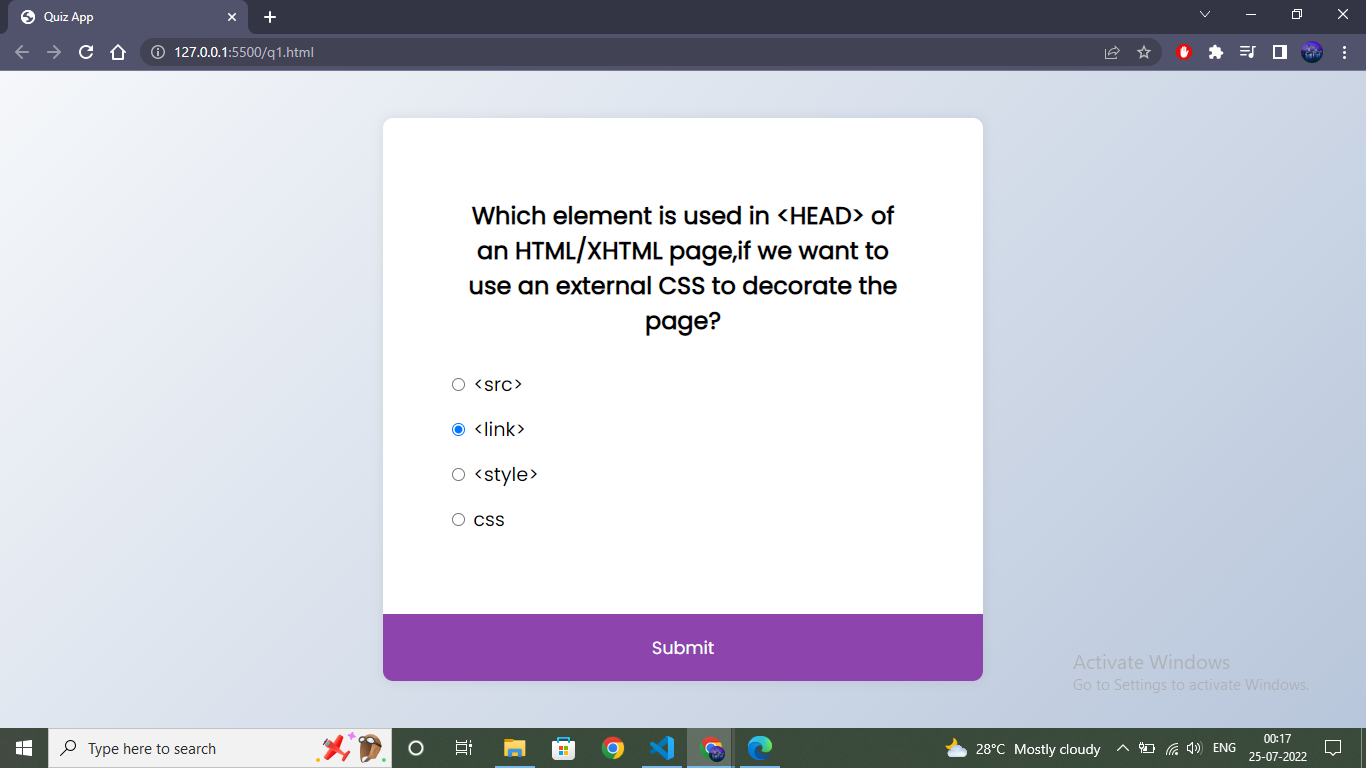 Quiz App
127.0.0.1:5500/q1.html
Which element is used in <HEAD> of
an HTML/XHTML page,if we want to
use an external CSS to decorate the
page?
<src>
<link>
<style>
css
Submit
Activate Windows
Go to Settings to activate Windows.
Type here to search
28°C Mostly cloudy
ENG
00:17
25-07-2022